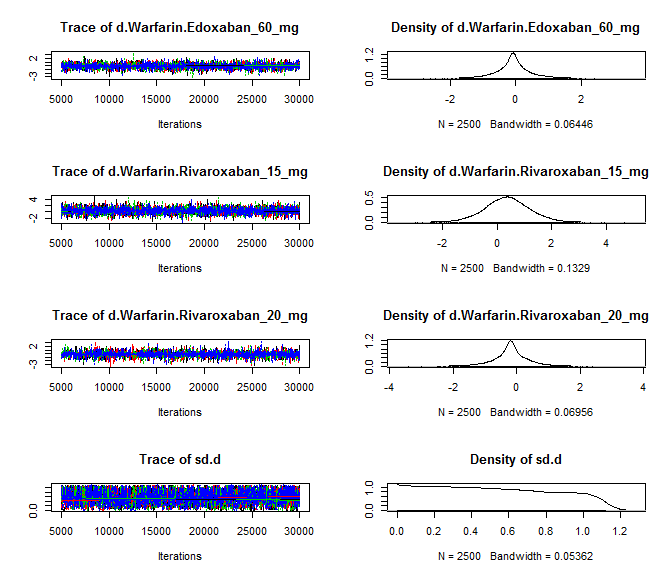 Trace of d.Warfarin.Edoxaban_60_mg
-3 2
5000 10000 15000 20000 25000 30000
Iterations
Density of d.Warfarin.Edoxaban_60_mg
0.0 1.2
-2 0 2
N = 2500 Bandwidth = 0.06446
Trace of d.Warfarin.Rivaroxaban_15_mg
-2 4
5000 10000 15000 20000 25000 30000
Iterations
Density of d.Warfarin.Rivaroxaban_15_mg
0.0 0.5
-2 0 2 4
N = 2500 Bandwidth = 0.1329
Trace of d.Warfarin.Rivaroxaban_20_mg
-3 2
5000 10000 15000 20000 25000 30000
Iterations
Density of d.Warfarin.Rivaroxaban_20_mg
0.0 1.2
-4 -2 0 2 4
N = 2500 Bandwidth = 0.06956
Trace of sd.d
0.0
5000 10000 15000 20000 25000 30000
Iterations
Density of sd.d
0.0 1.0
0.0 0.2 0.4 0.6 0.8 1.0 1.2
N = 2500 Bandwidth = 0.05362